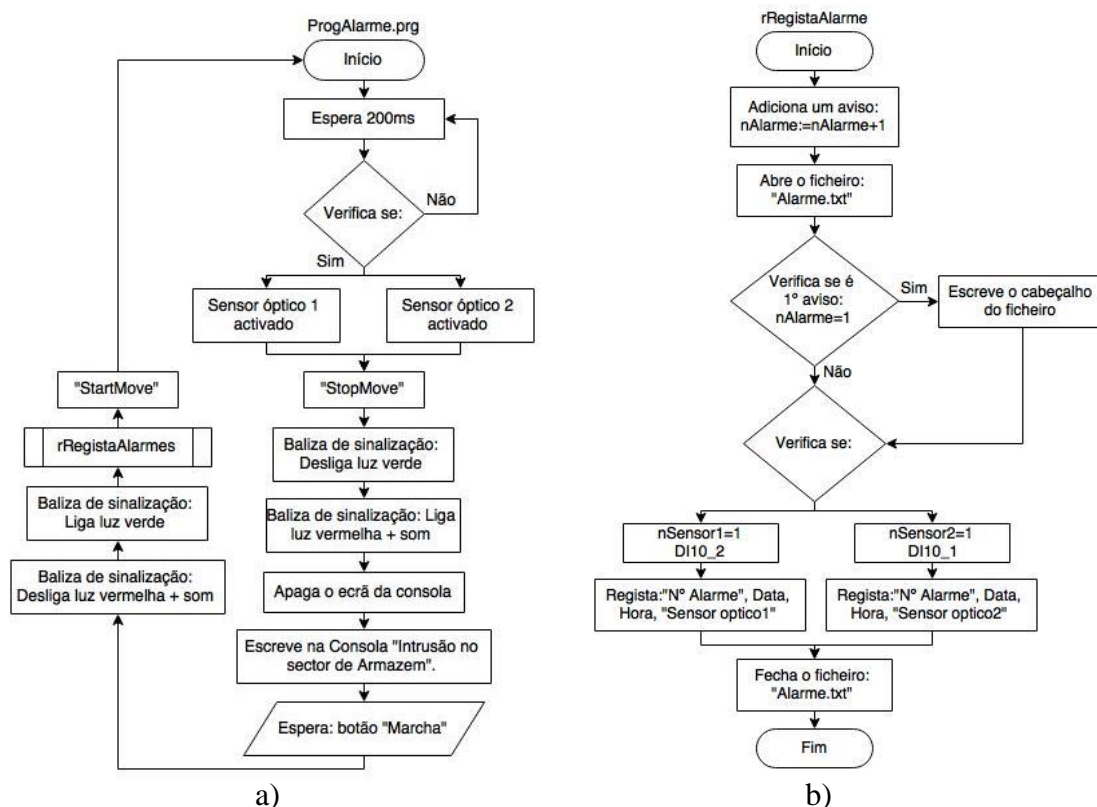 ProgAlarme.prg
Início
Espera 200ms
Não
Verifica se:
Sim
Sensor óptico 1
activado
Sensor óptico 2
activado
"StopMove"
Baliza de sinalização:
Desliga luz verde
Baliza de sinalização: Liga
luz vermelha + som
Apaga o ecrã da consola
Escreve na Consola "Intrusão no
sector de Armazem".
Espera: botão "Marcha"
Baliza de sinalização:
Desliga luz vermelha + som
Baliza de sinalização:
Liga luz verde
rRegistaAlarmes
"StartMove"
a)
rRegistaAlarme
Início
Adiciona um aviso:
nAlarme:=nAlarme+1
Abre o ficheiro:
"Alarme.txt"
Verifica se é
1º aviso:
nAlarme=1
Sim
Escreve o cabeçalho
do ficheiro
Não
Verifica se:
nSensor1=1
DI10_2
nSensor2=1
DI10_1
Regista:"Nº Alarme", Data,
Hora, "Sensor optico1"
Regista:"Nº Alarme", Data,
Hora, "Sensor optico2"
Fecha o ficheiro:
"Alarme.txt"
Fim
b)